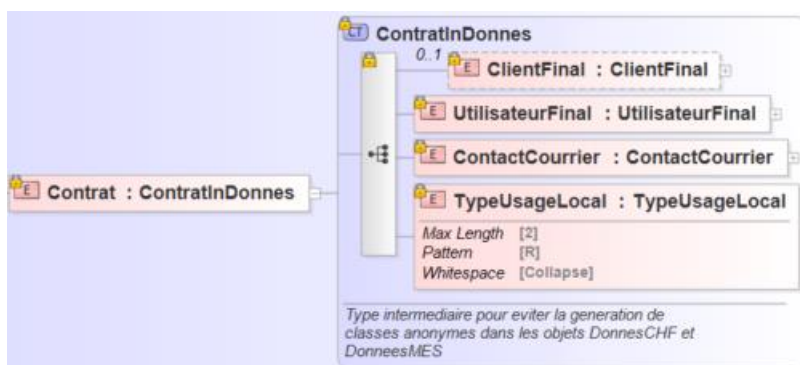 CT ContratInDonnes
0..1
E ClientFinal : ClientFinal
E UtilisateurFinal : UtilisateurFinal
E ContactCourrier : ContactCourrier
E Contrat : ContratInDonnes
E TypeUsageLocal : TypeUsageLocal
Max Length [2]
Pattern [R]
Whitespace [Collapse]
Type intermediaire pour eviter la generation de
classes anonymes dans les objets DonnesCHF et
DonneesMES